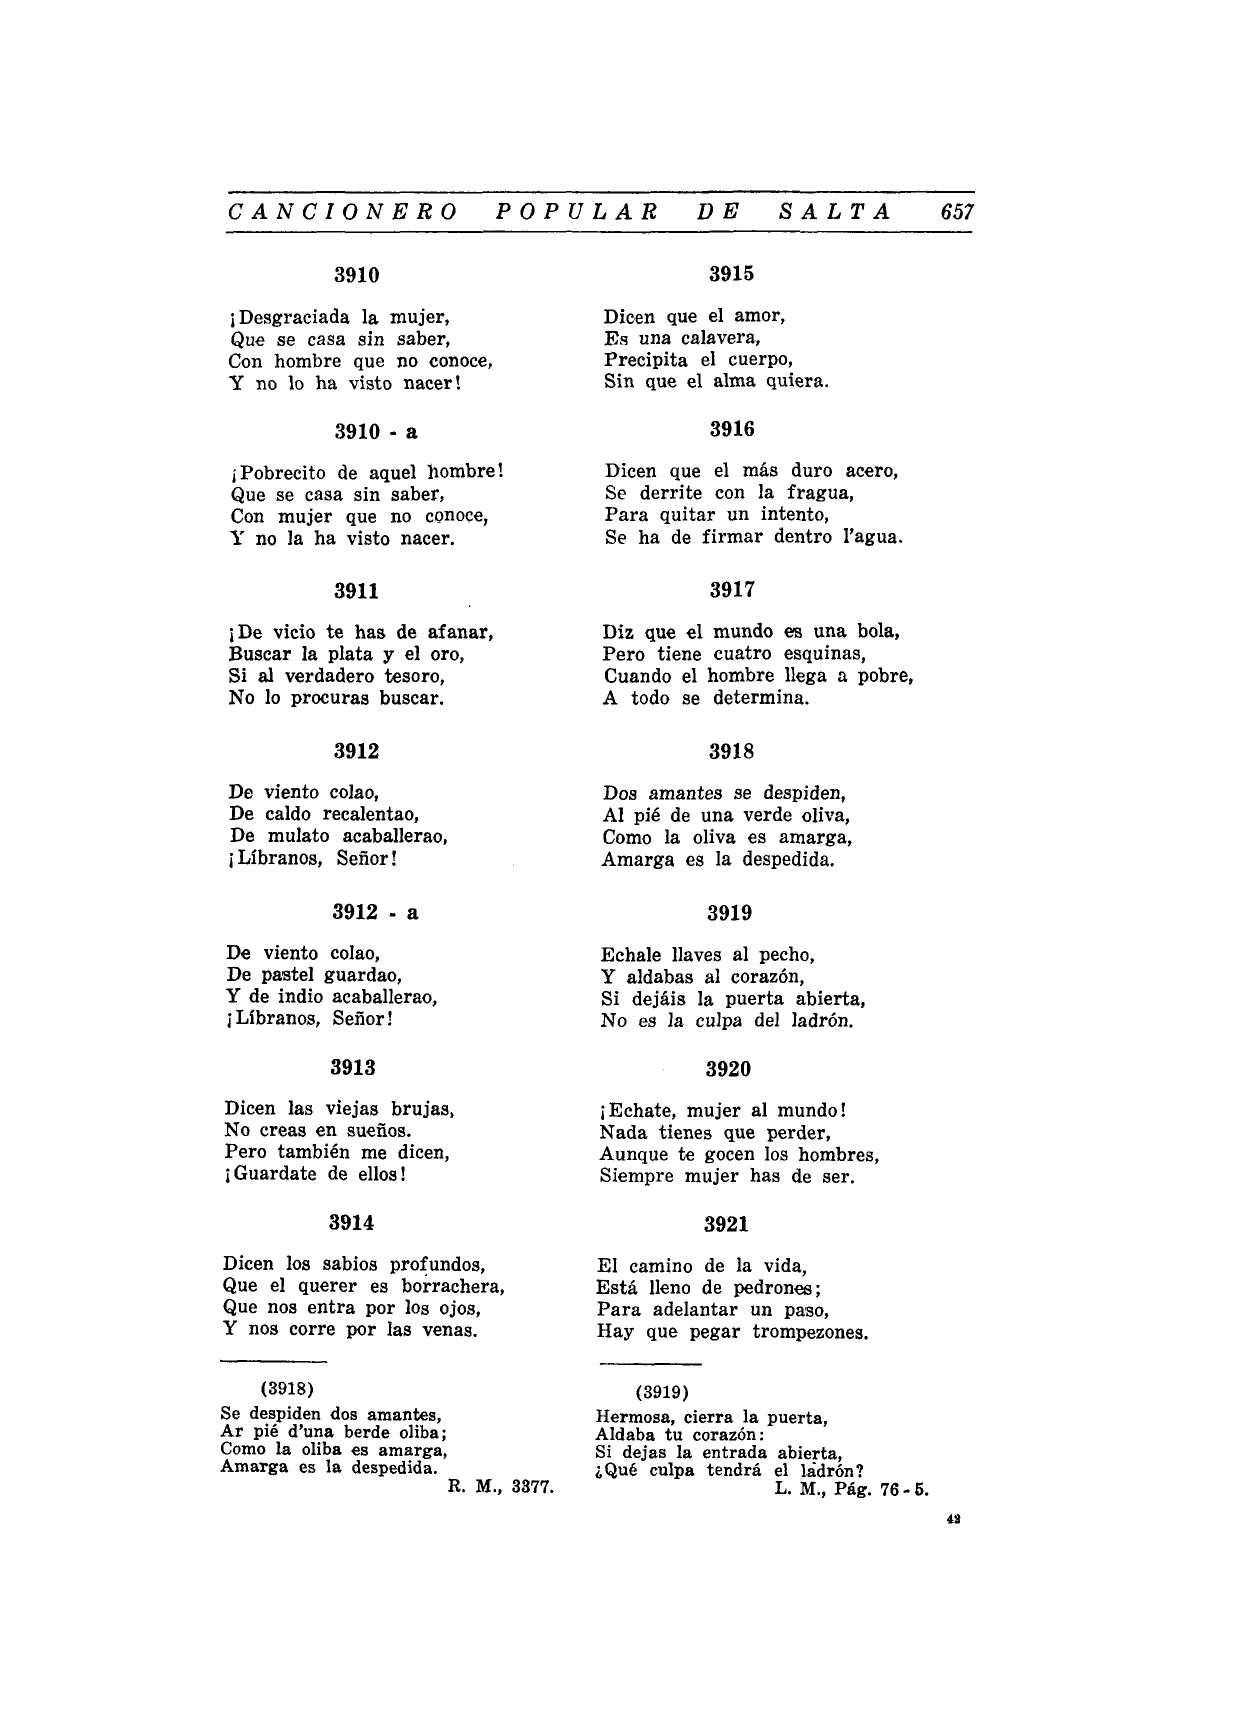 CANCIONERO POPULAR DE SALTA 657
3910
¡Desgraciada la mujer,
Que se casa sin saber,
Con hombre que no conoce,
Y no lo ha visto nacer!
3910 - a
¡Pobrecito de aquel hombre!
Que se casa sin saber,
Con mujer que no conoce,
Y no la ha visto nacer.
3911
¡De vicio te has de afanar,
Buscar la plata y el oro,
Si al verdadero tesoro,
No lo procuras buscar.
3912
De viento colao,
De caldo recalentao,
De mulato acaballerao,
¡Líbranos, Señor!
3912 - a
De viento colao,
De pastel guardao,
Y de indio acaballerao,
¡Líbranos, Señor!
3913
Dicen las viejas brujas,
No creas en sueños.
Pero también me dicen,
¡Guardate de ellos!
3914
Dicen los sabios profundos,
Que el querer es borrachera,
Que nos entra por los ojos,
Y nos corre por las venas.
3915
Dicen que el amor,
Es una calavera,
Precipita el cuerpo,
Sin que el alma quiera.
3916
Dicen que el más duro acero,
Se derrite con la fragua,
Para quitar un intento,
Se ha de firmar dentro l'agua.
3917
Diz que el mundo es una bola,
Pero tiene cuatro esquinas,
Cuando el hombre llega a pobre,
A todo se determina.
3918
Dos amantes se despiden,
Al pié de una verde oliva,
Como la oliva es amarga,
Amarga es la despedida.
3919
Echale llaves al pecho,
Y aldabas al corazón,
Si dejáis la puerta abierta,
No es la culpa del ladrón.
3920
¡Echate, mujer al mundo!
Nada tienes que perder,
Aunque te gocen los hombres,
Siempre mujer has de ser.
3921
El camino de la vida,
Está lleno de pedrones;
Para adelantar un paso,
Hay que pegar trompezones.
(3918)
Se despiden dos amantes,
Ar pié d'una berde oliba;
Como la oliba es amarga,
Amarga es la despedida.
R. M., 3377.
(3919)
Hermosa, cierra la puerta,
Aldaba tu corazón:
Si dejas la entrada abierta,
¿Qué culpa tendrá el ladrón?
L. M., Pág. 76 - 5.
42